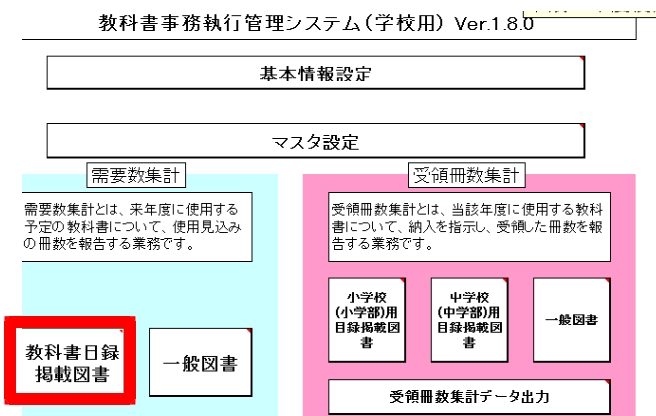 教科書事務執行管理システム(学校用) Ver.1.8.0
基本情報設定
マスタ設定
需要数集計
需要数集計とは、来年度に使用する
予定の教科書について、使用見込み
の冊数を報告する業務です。
教科書目録
掲載図書
一般図書
受領冊数集計
受領冊数集計とは、当該年度に使用する教科
書について、納入を指示し、受領した冊数を報
告する業務です。
小学校
(小学部)用
目録掲載図
書
中学校
(中学部)用
目録掲載図
書
一般図書
受領冊数集計データ出力